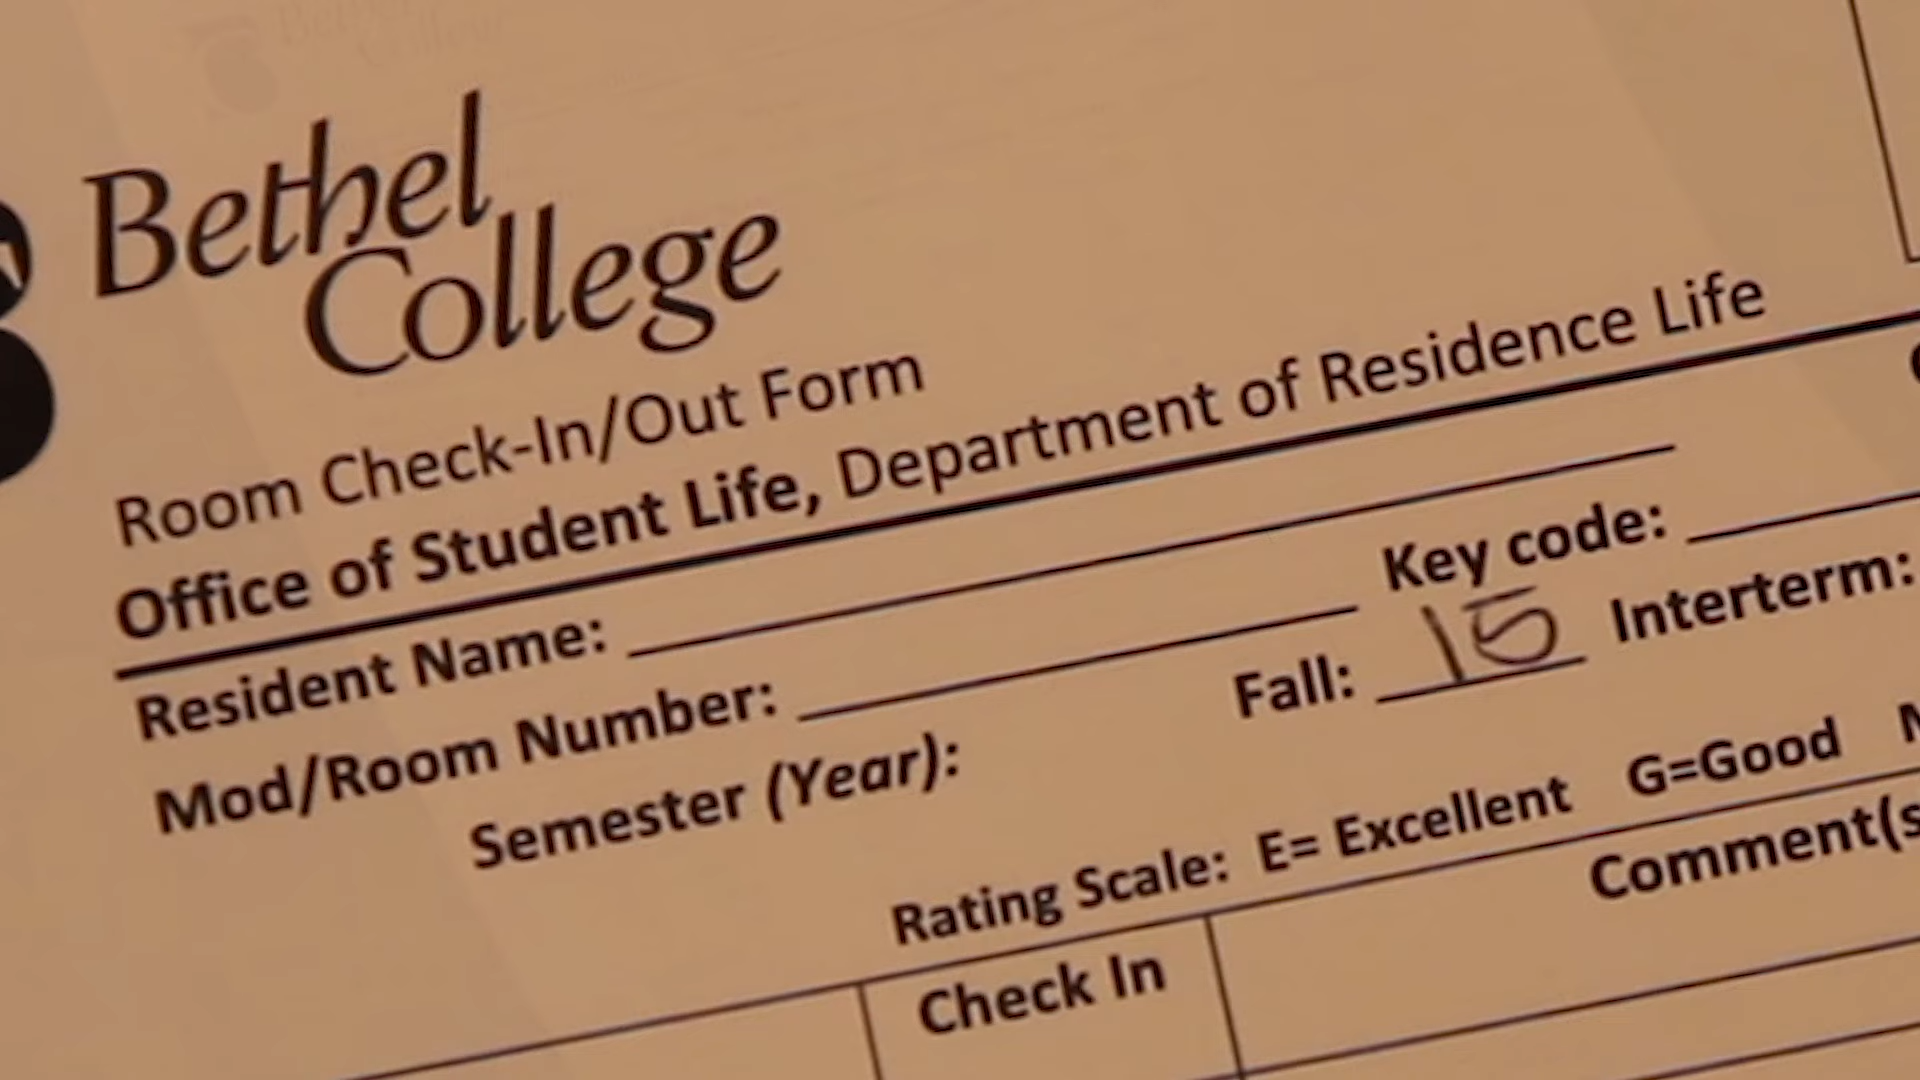 Bethel
College
Room Check-In/Out Form
Office of Student Life, Department of Residence Life
Resident Name:
Mod/Room Number: Key code:
Semester (Year): Fall: 15 Interterm:
Rating Scale: E= Excellent G=Good
Check In Comment(s